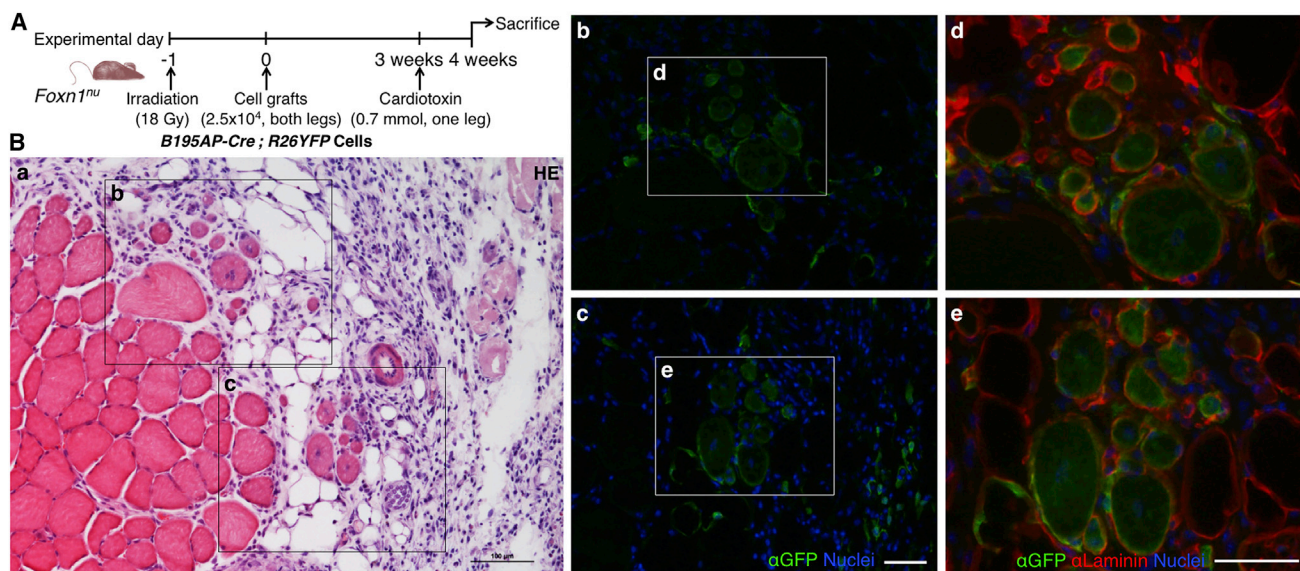 A
Sacrifice
Experimental day
-1 0 3 weeks 4 weeks
Foxn1nu
Irradiation Cell grafts Cardiotoxin
(18 Gy) (2.5x10⁴, both legs) (0.7 mmol, one leg)
B195AP-Cre ; R26YFP Cells
B
a
HE
b
c
100 µm
b
d
c
e
αGFP Nuclei
d
e
αGFP αLaminin Nuclei